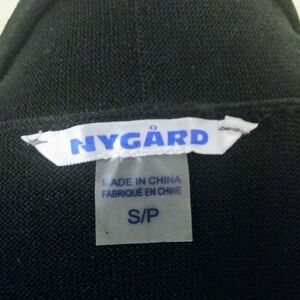 NYGÅRD
MADE IN CHINA
FABRIQUÉ EN CHINE
S/P